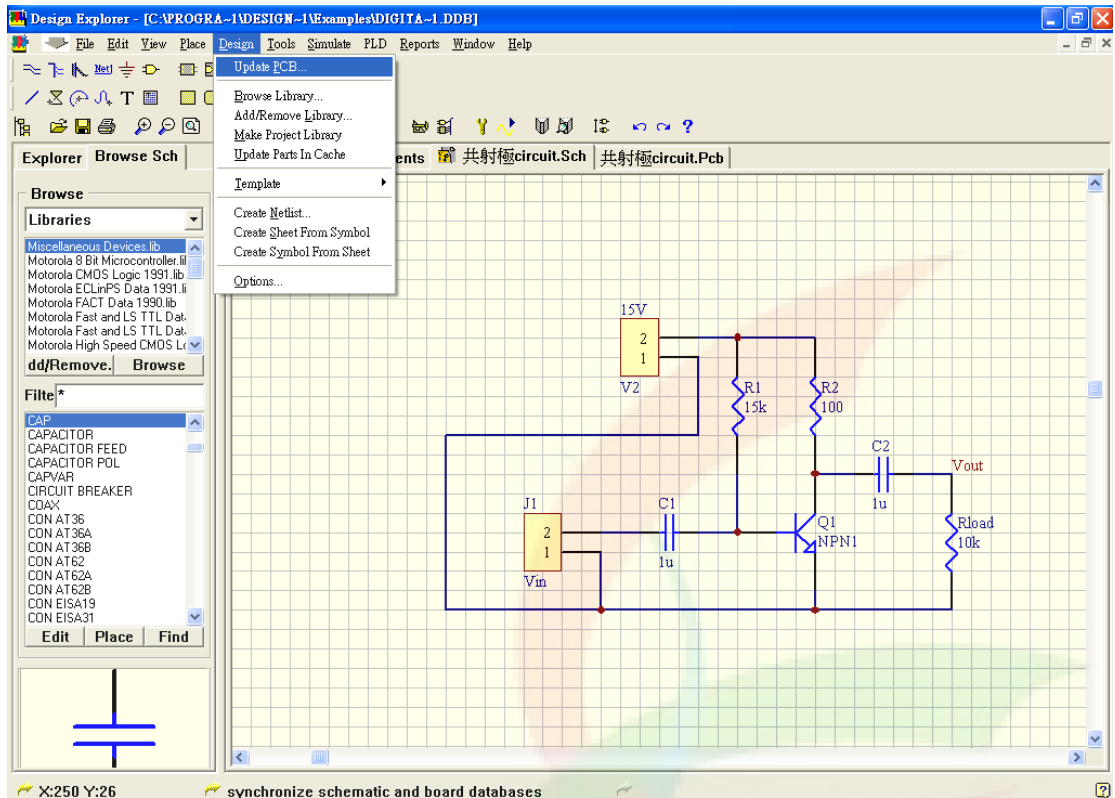 Design Explorer - [C:\PROGRA~1\DESIGN~1\Examples\DIGITA~1.DDB]
File Edit View Place Design Tools Simulate PLD Reports Window Help
Net1
T
?
Update PCB...
Browse Library...
Add/Remove Library...
Make Project Library
Update Parts In Cache
Template
Create Netlist...
Create Sheet From Symbol
Create Symbol From Sheet
Options...
Explorer Browse Sch
ents 共射極circuit.Sch 共射極circuit.Pcb
Browse
Libraries
Miscellaneous Devices.lib
Motorola 8 Bit Microcontroller.li
Motorola CMOS Logic 1991.lib
Motorola ECLinPS Data 1991.li
Motorola FACT Data 1990.lib
Motorola Fast and LS TTL Dat
Motorola Fast and LS TTL Dat
Motorola High Speed CMOS Lo
dd/Remove. Browse
Filte *
CAP
CAPACITOR
CAPACITOR FEED
CAPACITOR POL
CAPVAR
CIRCUIT BREAKER
COAX
CON AT36
CON AT36A
CON AT36B
CON AT62
CON AT62A
CON AT62B
CON EISA19
CON EISA31
Edit Place Find
15V
2
1
V2
R1
15k
R2
100
C2
1u
Vout
J1
2
1
Vin
C1
1u
Q1
NPN1
Rload
10k
X:250 Y:26 synchronize schematic and board databases